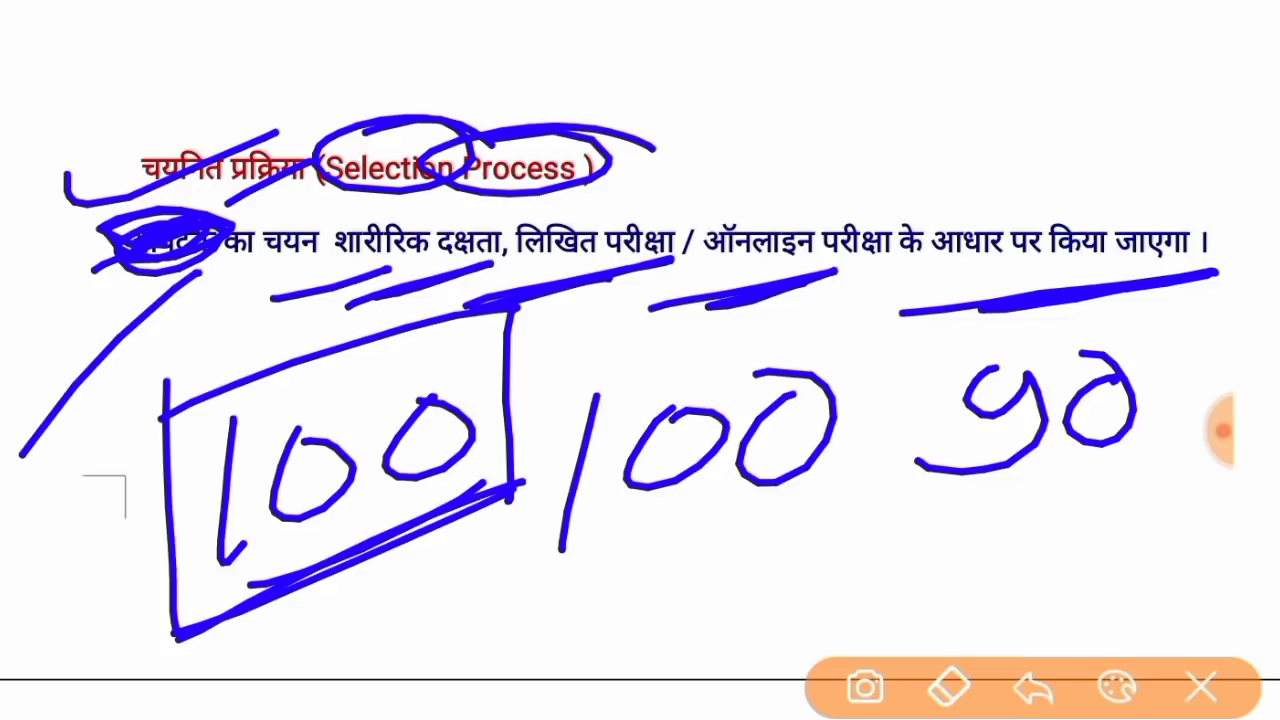 चयनित प्रक्रिया (Selection Process )
का चयन शारीरिक दक्षता, लिखित परीक्षा / ऑनलाइन परीक्षा के आधार पर किया जाएगा ।
100 100 90